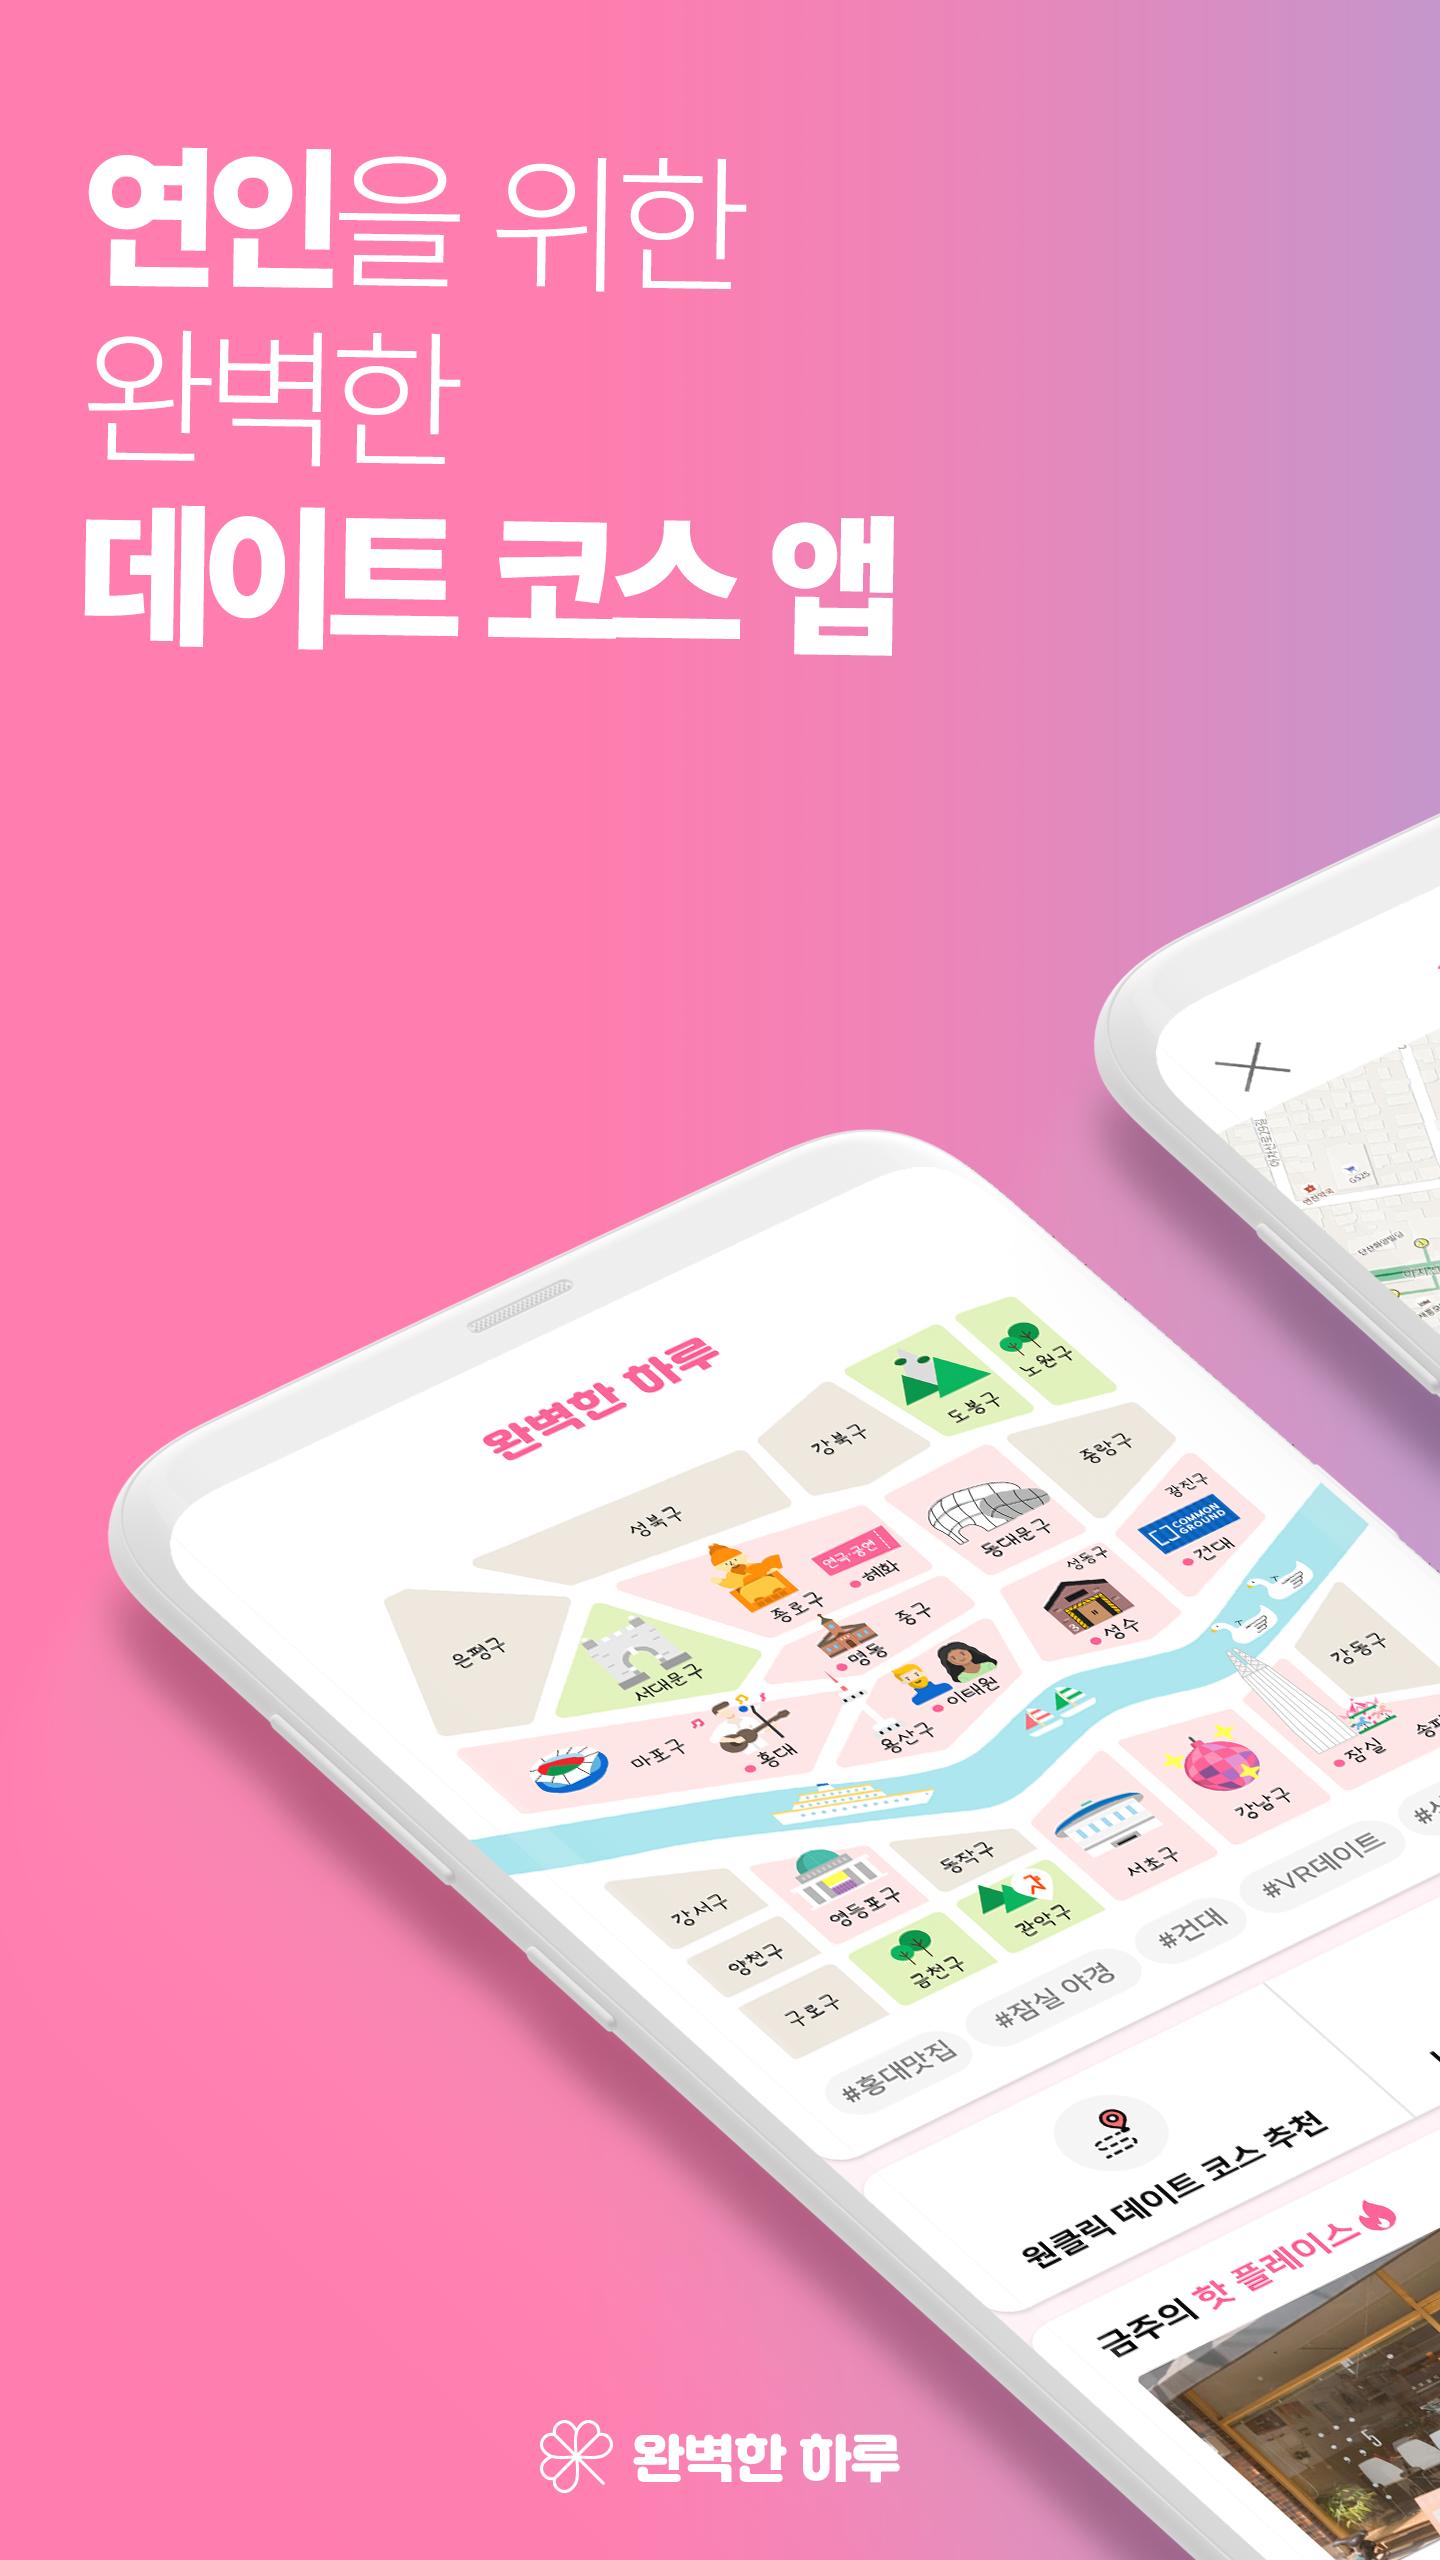 연인을 위한
완벽한
데이트 코스 앱
완벽한 하루
노원구
도봉구
강북구
중랑구
성북구
광진구
COMMON
GROUND
건대
동대문구
연극·공연
혜화
종로구
성동구
성수
중구
명동
은평구
서대문구
이태원
용산구
강동구
마포구
홍대
잠실
강남구
서초구
동작구
영등포구
강서구
관악구
양천구
금천구
구로구
#홍대맛집
#잠실 야경
#건대
#VR데이트
원클릭 데이트 코스 추천
금주의 핫 플레이스
GS25
완벽한 하루